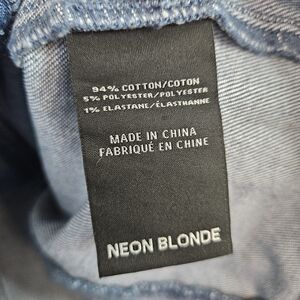 94% COTTON/COTON
5% POLYESTER/POLYESTER
1% ELASTANE/ÉLASTHANNE
MADE IN CHINA
FABRIQUÉ EN CHINE
NEON BLONDE